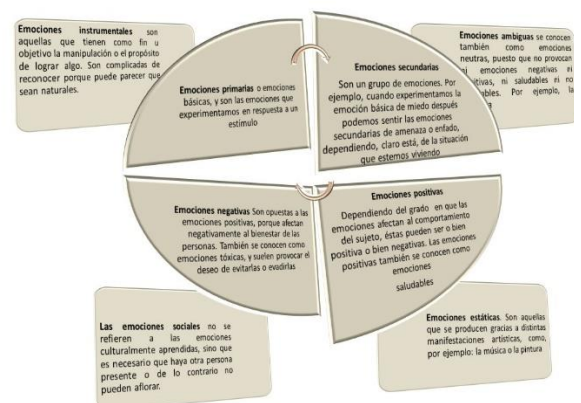 Emociones instrumentales son
aquellas que tienen como fin u
objetivo la manipulación o el propósito
de lograr algo. Son complicadas de
reconocer porque puede parecer que
sean naturales.
Emociones primarias o emociones
básicas, y son las emociones que
experimentamos en respuesta a un
estímulo
Emociones secundarias
Son un grupo de emociones. Por
ejemplo, cuando experimentamos la
emoción básica de miedo después
podemos sentir las emociones
secundarias de amenaza o enfado,
dependiendo, claro está, de la situación
que estemos viviendo
Emociones ambiguas se conocen
también como emociones
neutras, puesto que no provocan
ni emociones negativas ni
ni saludables ni no
Por ejemplo, la
Emociones negativas Son opuestas a las
emociones positivas, porque afectan
negativamente al bienestar de las
personas. También se conocen como
emociones tóxicas, y suelen provocar el
deseo de evitarlas o evadirlas
Emociones positivas
Dependiendo del grado en que las
emociones afectan al comportamiento
del sujeto, éstas pueden ser o bien
positiva o bien negativas. Las emociones
positivas también se conocen como
emociones
saludables
Las emociones sociales no se
refieren a las emociones
culturalmente aprendidas, sino que
es necesario que haya otra persona
presente o de lo contrario no
pueden aflorar.
Emociones estáticas. Son aquellas
que se producen gracias a distintas
manifestaciones artísticas, como,
por ejemplo: la música o la pintura